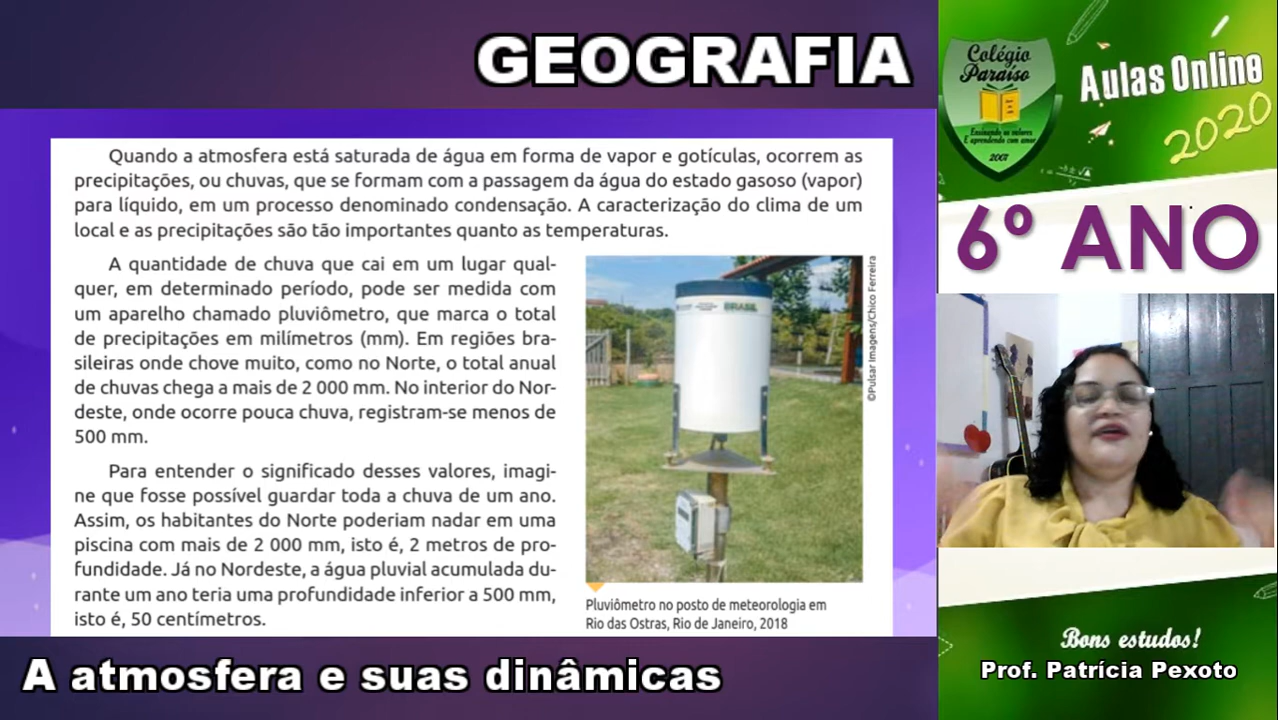 GEOGRAFIA
Quando a atmosfera está saturada de água em forma de vapor e gotículas, ocorrem as
precipitações, ou chuvas, que se formam com a passagem da água do estado gasoso (vapor)
para líquido, em um processo denominado condensação. A caracterização do clima de um
local e as precipitações são tão importantes quanto as temperaturas.
A quantidade de chuva que cai em um lugar qual-
quer, em determinado período, pode ser medida com
um aparelho chamado pluviômetro, que marca o total
de precipitações em milímetros (mm). Em regiões bra-
sileiras onde chove muito, como no Norte, o total anual
de chuvas chega a mais de 2 000 mm. No interior do Nor-
deste, onde ocorre pouca chuva, registram-se menos de
500 mm.
Para entender o significado desses valores, imagi-
ne que fosse possível guardar toda a chuva de um ano.
Assim, os habitantes do Norte poderiam nadar em uma
piscina com mais de 2 000 mm, isto é, 2 metros de pro-
fundidade. Já no Nordeste, a água pluvial acumulada du-
rante um ano teria uma profundidade inferior a 500 mm,
isto é, 50 centímetros.
BRASIL
©Pulsar Imagens/Chico Ferreira
Pluviômetro no posto de meteorologia em
Rio das Ostras, Rio de Janeiro, 2018
A atmosfera e suas dinâmicas
Colégio
Paraíso
Ensinando os valores
E aprendendo com amor
2007
Aulas Online
2020
6º ANO
Bons estudos!
Prof. Patrícia Pexoto